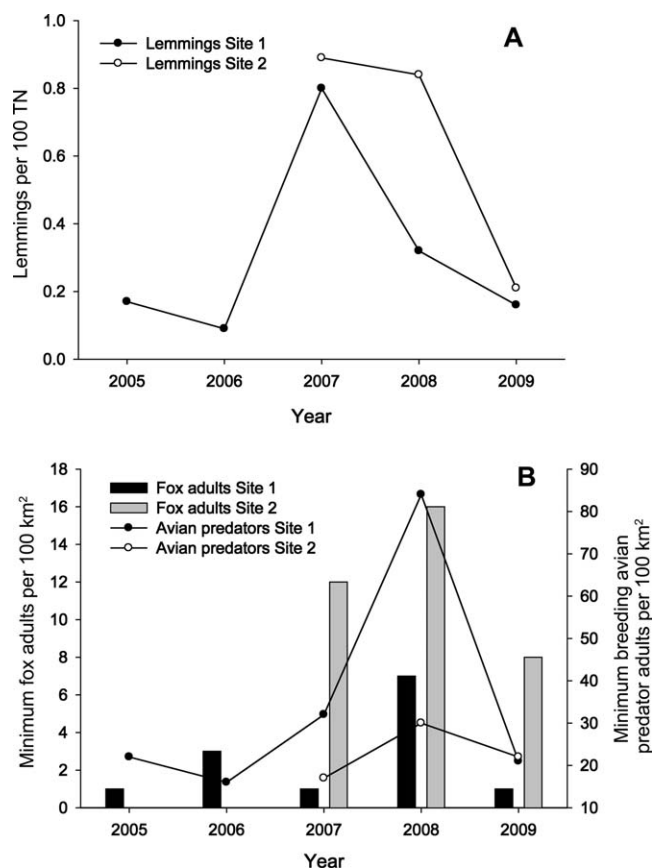 A
Lemmings Site 1
Lemmings Site 2
Lemmings per 100 TN
1.0
0.8
0.6
0.4
0.2
0.0
2005 2006 2007 2008 2009
Year
B
Fox adults Site 1
Fox adults Site 2
Avian predators Site 1
Avian predators Site 2
Minimum fox adults per 100 km²
18
16
14
12
10
8
6
4
2
0
90
80
70
60
50
40
30
20
10
Minimum breeding avian
predator adults per 100 km²
2005 2006 2007 2008 2009
Year